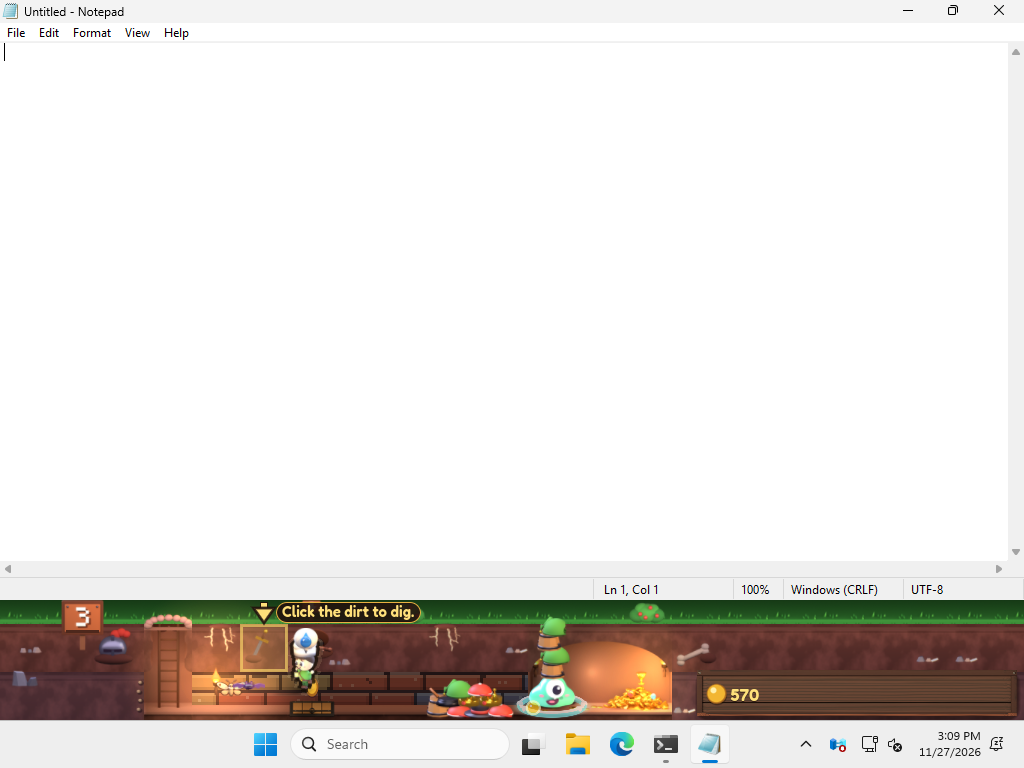 Untitled - Notepad
File Edit Format View Help
Ln 1, Col 1 100% Windows (CRLF) UTF-8
3
Click the dirt to dig.
570
Search
3:09 PM
11/27/2026